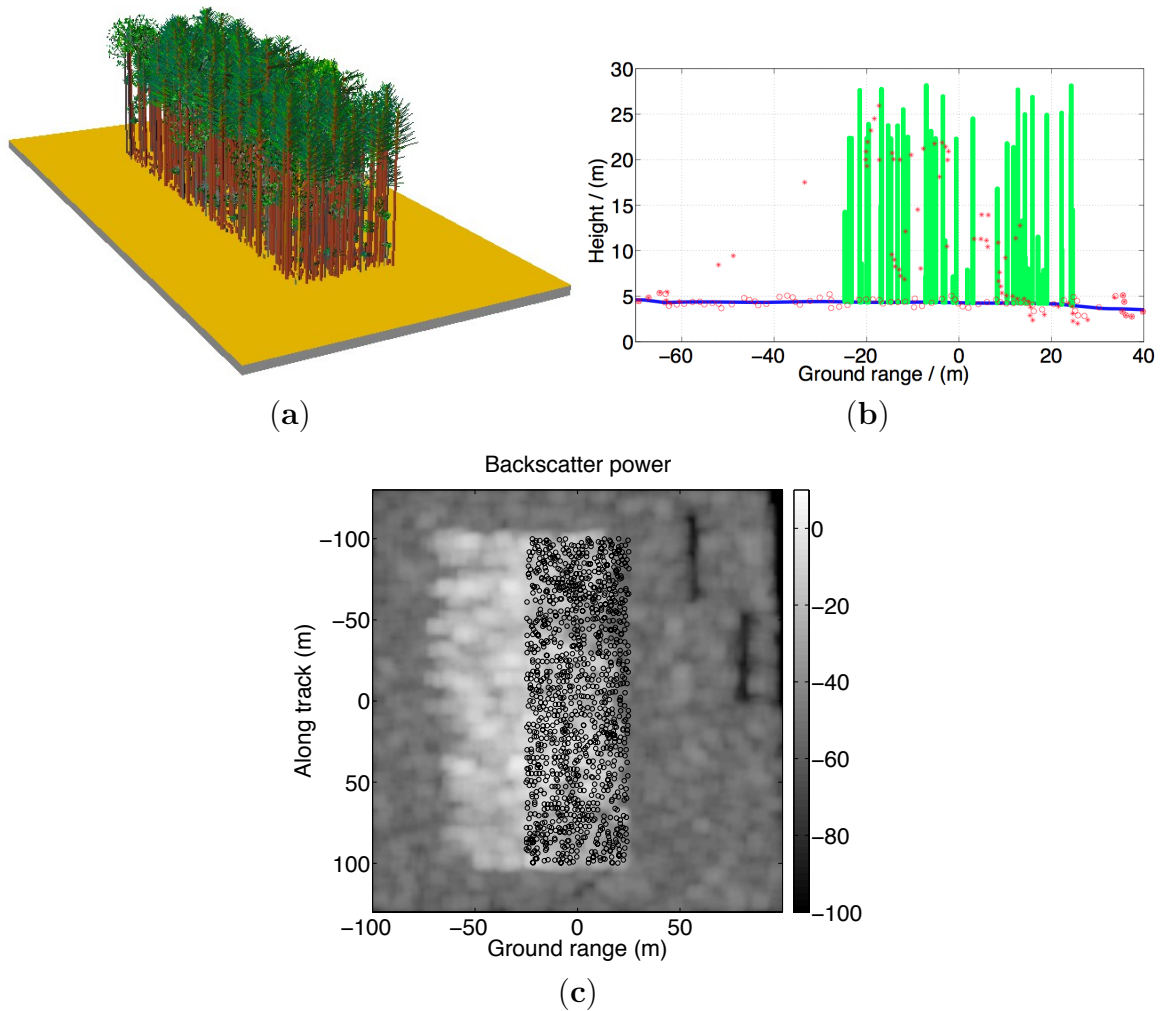 30
25
20
15
10
5
0
Height / (m)
−60 −40 −20 0 20 40
Ground range / (m)
(a)
(b)
Backscatter power
−100
−50
0
50
100
Along track (m)
0
−20
−40
−60
−80
−100
−100 −50 0 50
Ground range (m)
(c)